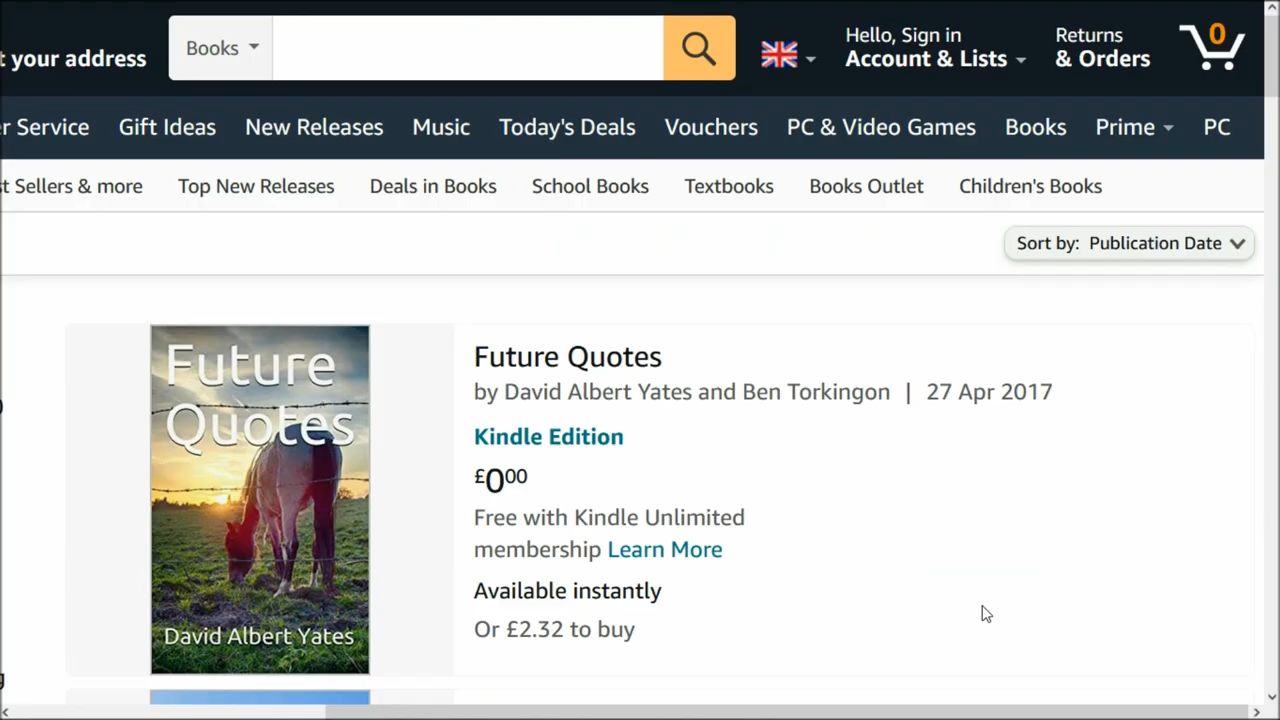 t your address
Books
Hello, Sign in
Account & Lists
Returns
& Orders
0
r Service Gift Ideas New Releases Music Today's Deals Vouchers PC & Video Games Books Prime PC
t Sellers & more Top New Releases Deals in Books School Books Textbooks Books Outlet Children's Books
Sort by: Publication Date
Future
Quotes
David Albert Yates
Future Quotes
by David Albert Yates and Ben Torkingon | 27 Apr 2017
Kindle Edition
£000
Free with Kindle Unlimited
membership Learn More
Available instantly
Or £2.32 to buy